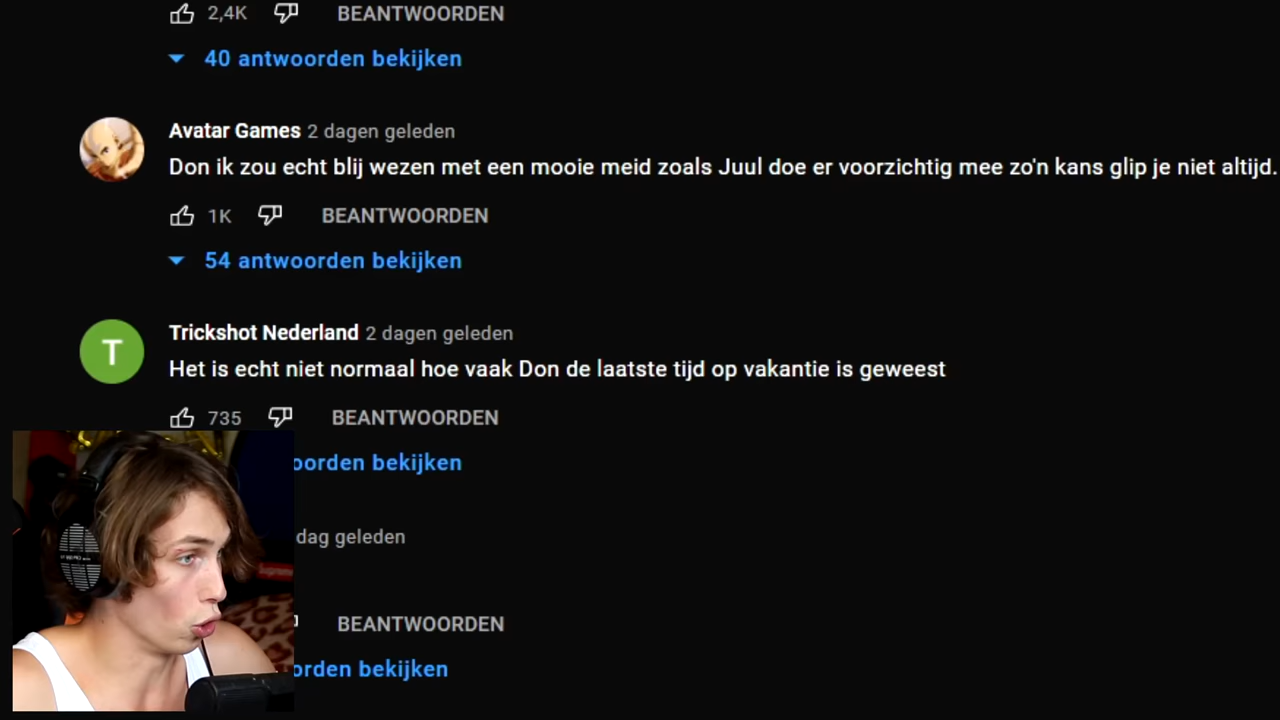 2,4K BEANTWOORDEN
40 antwoorden bekijken
Avatar Games 2 dagen geleden
Don ik zou echt blij wezen met een mooie meid zoals Juul doe er voorzichtig mee zo'n kans glip je niet altijd.
1K BEANTWOORDEN
54 antwoorden bekijken
T
Trickshot Nederland 2 dagen geleden
Het is echt niet normaal hoe vaak Don de laatste tijd op vakantie is geweest
735 BEANTWOORDEN
oorden bekijken
dag geleden
BEANTWOORDEN
orden bekijken